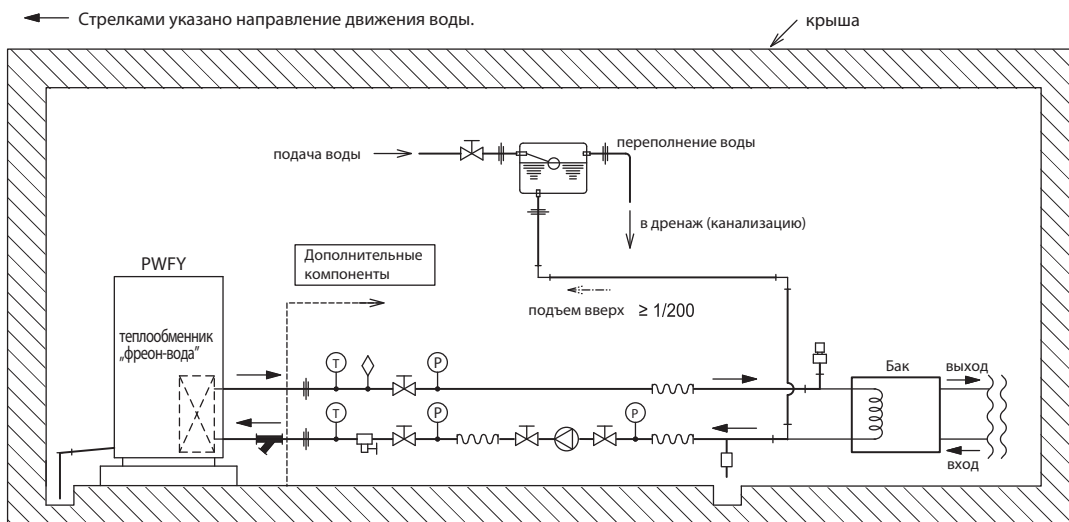 Стрелками указано направление движения воды.
крыша
подача воды
переполнение воды
в дренаж (канализацию)
Дополнительные
компоненты
PWFY
подъем вверх ≥ 1/200
теплообменник
„фреон-вода"
Бак
выход
T
P
T
P
P
вход